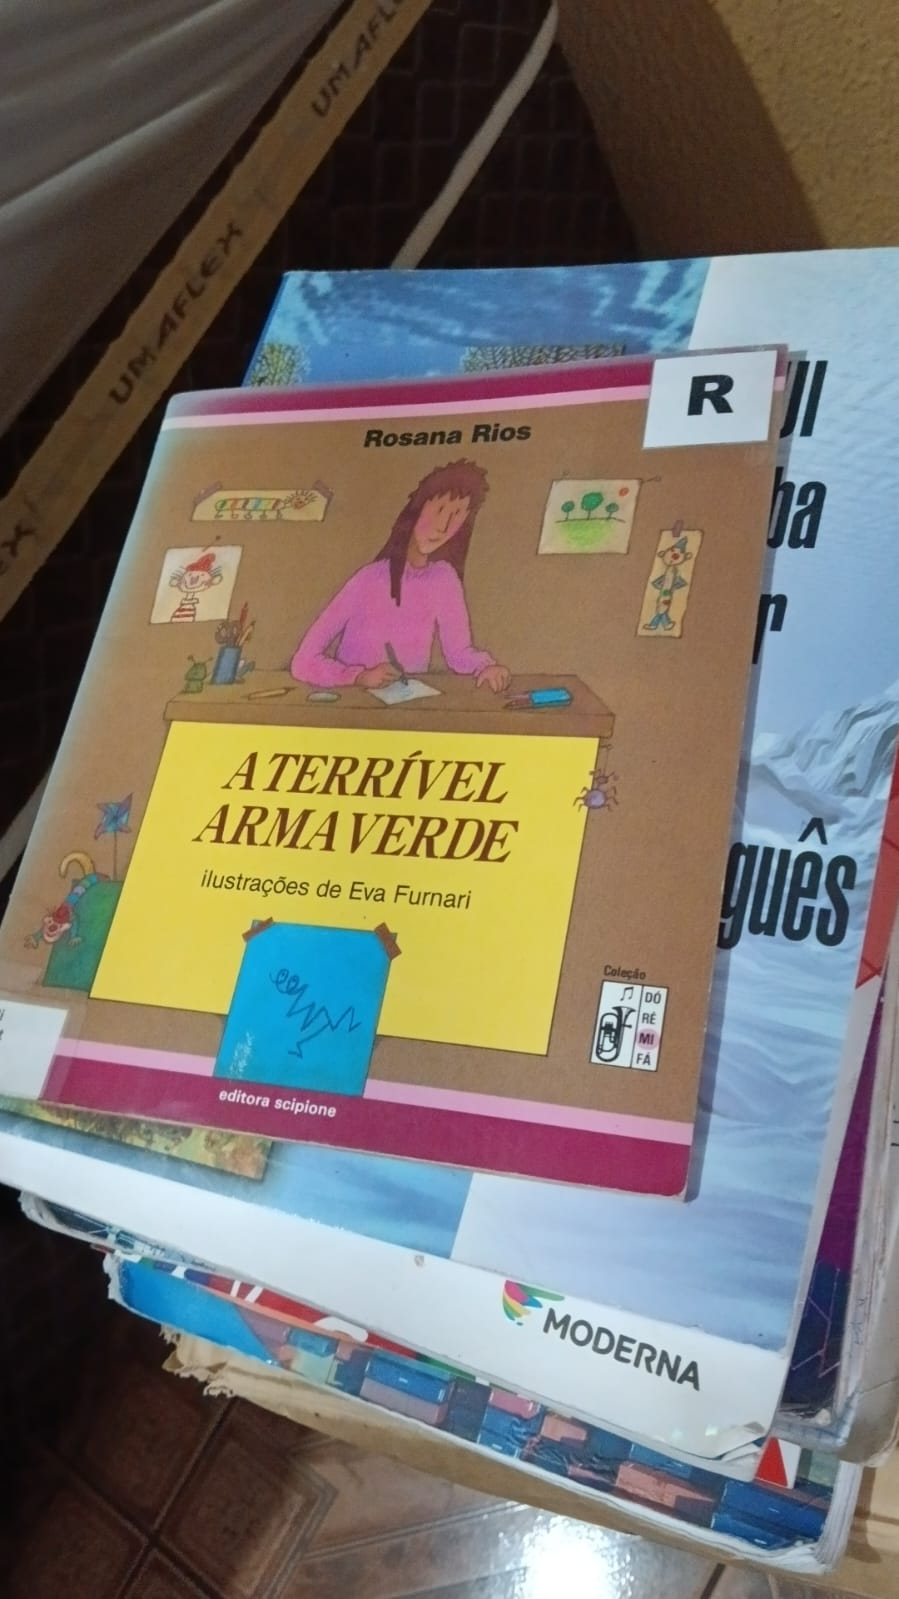 UMAFLEX
UMAFLEX
R
Rosana Rios
A TERRÍVEL
ARMA VERDE
ilustrações de Eva Furnari
Coleção
DÓ
RÉ
MI
FÁ
editora scipione
guês
MODERNA